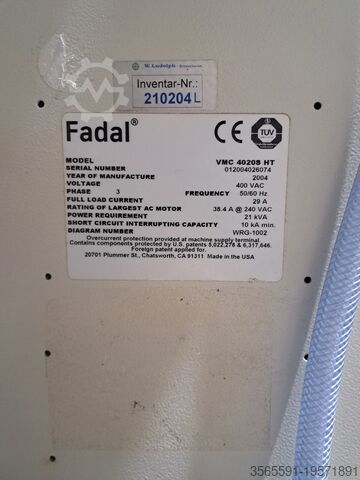 W. Ludolph
Inventar-Nr.:
210204L
Fadal®
CE TÜV
MODEL VMC 4020S HT
SERIAL NUMBER 012004026074
YEAR OF MANUFACTURE 2004
VOLTAGE 400 VAC
PHASE 3 FREQUENCY 50/60 Hz
FULL LOAD CURRENT 29 A
RATING OF LARGEST AC MOTOR 38.4 A @ 240 VAC
POWER REQUIREMENT 21 kVA
SHORT CIRCUIT INTERRUPTING CAPACITY 10 kA min.
DIAGRAM NUMBER WRG-1002
Overcurrent protection provided at machine supply terminal.
Contains components protected by U.S. patents 5,022,278 & 6,317,646.
Foreign patent applied for.
20701 Plummer St., Chatsworth, CA 91311 Made in the USA
3565591-19571891